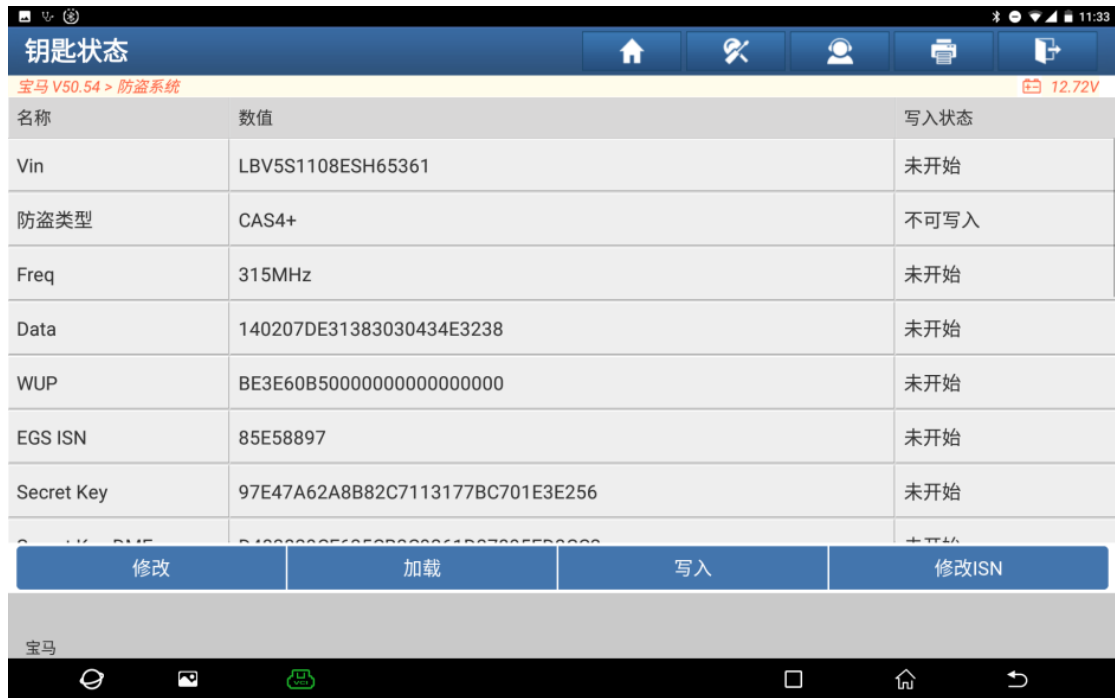 11:33
钥匙状态
宝马 V50.54 > 防盗系统 12.72V
名称 数值 写入状态
Vin LBV5S1108ESH65361 未开始
防盗类型 CAS4+ 不可写入
Freq 315MHz 未开始
Data 140207DE31383030434E3238 未开始
WUP BE3E60B50000000000000000 未开始
EGS ISN 85E58897 未开始
Secret Key 97E47A62A8B82C7113177BC701E3E256 未开始
修改 加载 写入 修改ISN
宝马
VCI